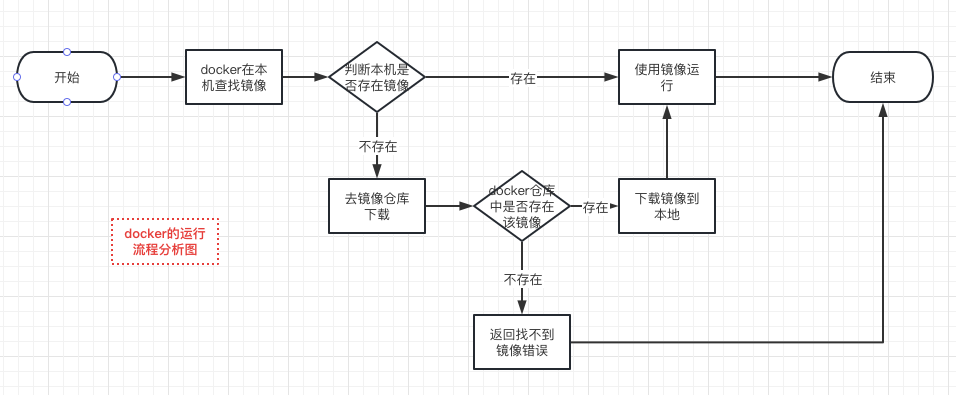 开始
docker在本
机查找镜像
判断本机是
否存在镜像
存在
使用镜像运
行
结束
不存在
去镜像仓库
下载
docker仓库
中是否存在
该镜像
存在
下载镜像到
本地
docker的运行
流程分析图
不存在
返回找不到
镜像错误